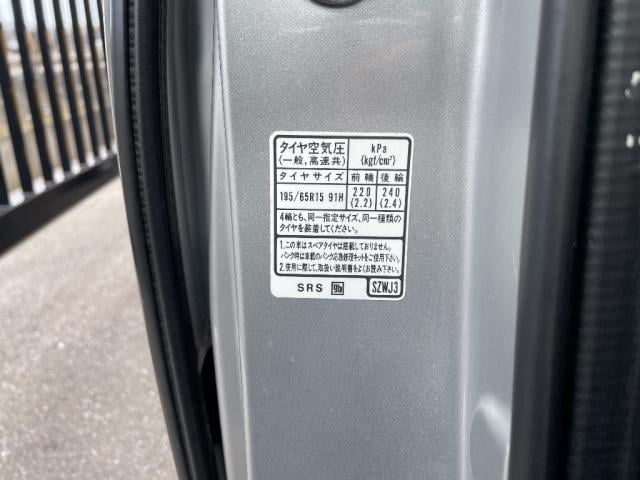 タイヤ空気圧 kPa
(一般,高速共) {kgf/cm²}
タイヤサイズ 前輪 後輪
195/65R15 91H 220 240
{2.2} {2.4}
4輪とも、同一指定サイズ、同一種類の
タイヤを装着してください。
1.この車はスペアタイヤは搭載しておりません。
パンク時は車載のパンク応急修理キットをご使用下さい。
2.使用に際して、取扱い説明書をよくお読み下さい。
SRS 9b SZWJ3